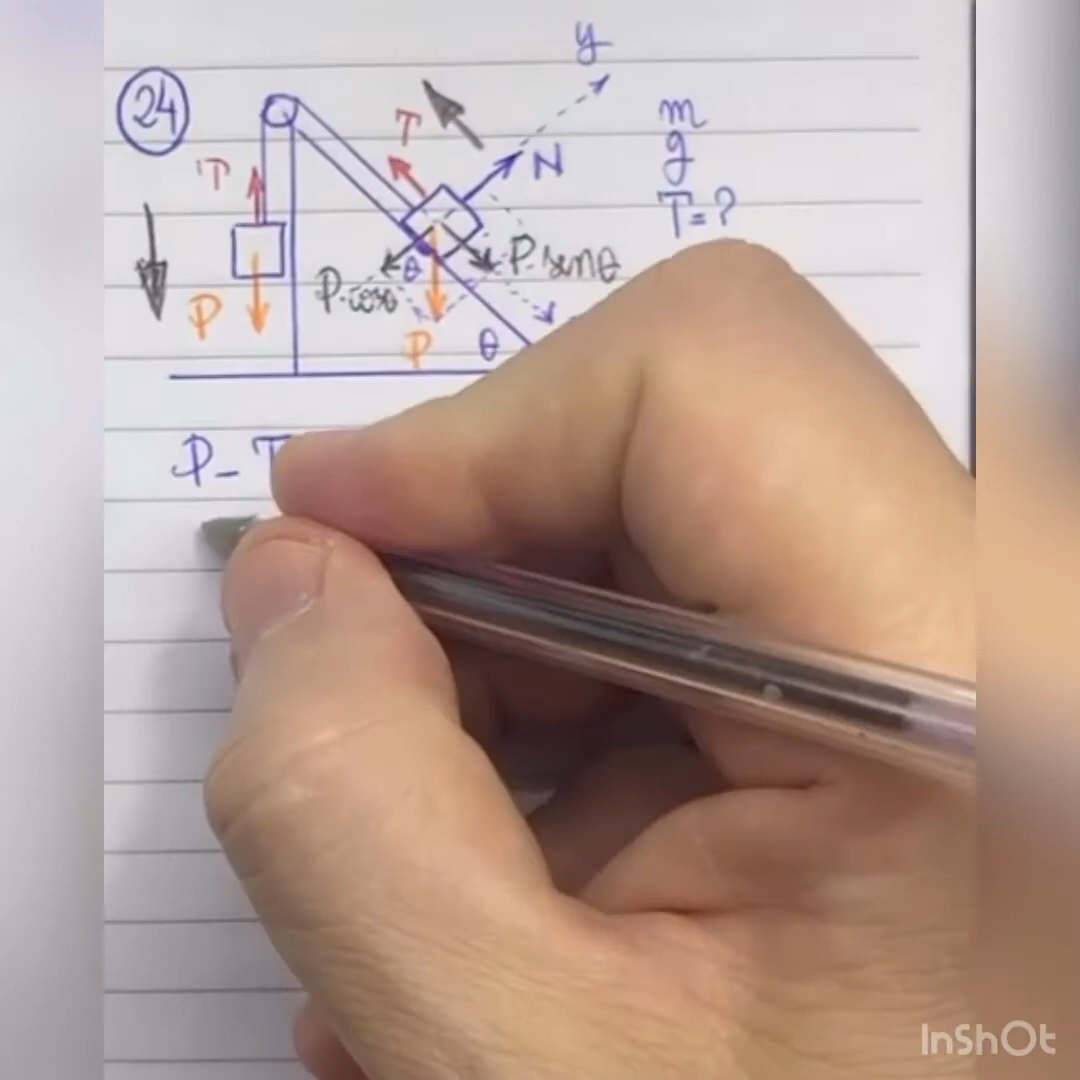 24
y
T
N
m
g
T = ?
T
P. senθ
θ
P. cosθ
P
P
θ
P - T
InShOt